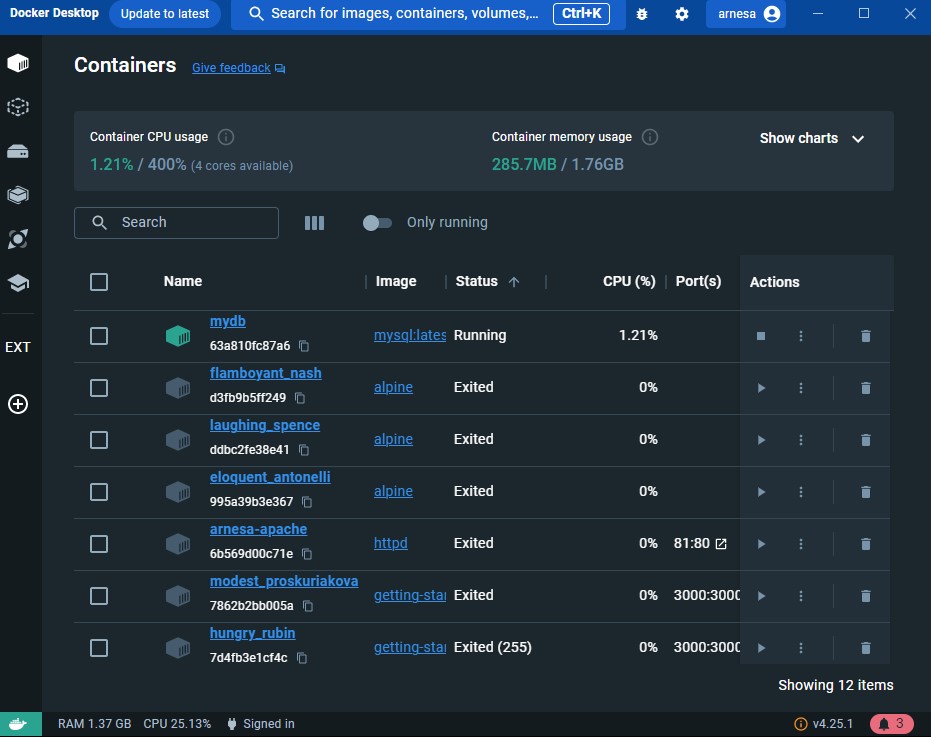 Docker Desktop Update to latest Search for images, containers, volumes,... Ctrl+K arnesa
Containers Give feedback
Container CPU usage Container memory usage Show charts
1.21% / 400% (4 cores available) 285.7MB / 1.76GB
Search Only running
Name Image Status CPU (%) Port(s) Actions
mydb
63a810fc87a6 mysql:lates Running 1.21%
flamboyant_nash
d3fb9b5ff249 alpine Exited 0%
laughing_spence
ddbc2fe38e41 alpine Exited 0%
eloquent_antonelli
995a39b3e367 alpine Exited 0%
arnesa-apache
6b569d00c71e httpd Exited 0% 81:80
modest_proskuriakova
7862b2bb005a getting-star Exited 0% 3000:3000
hungry_rubin
7d4fb3e1cf4c getting-star Exited (255) 0% 3000:3000
EXT
Showing 12 items
RAM 1.37 GB CPU 25.13% Signed in v4.25.1 3